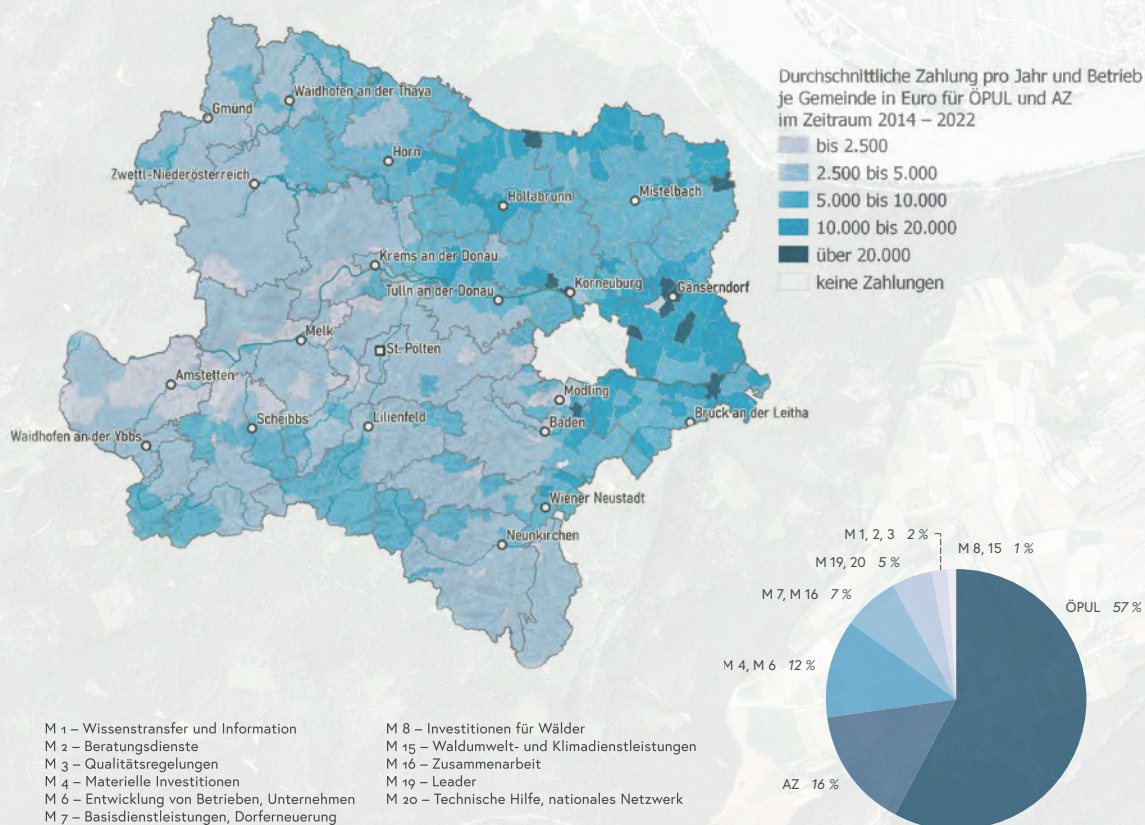 Durchschnittliche Zahlung pro Jahr und Betrieb
je Gemeinde in Euro für ÖPUL und AZ
im Zeitraum 2014 – 2022
bis 2.500
2.500 bis 5.000
5.000 bis 10.000
10.000 bis 20.000
über 20.000
keine Zahlungen
Waidhofen an der Thaya
Gmünd
Horn
Zwettl-Niederösterreich
Hollabrunn
Mistelbach
Krems an der Donau
Tulln an der Donau
Korneuburg
Gänserndorf
Melk
St. Pölten
Amstetten
Mödling
Scheibbs
Lilienfeld
Baden
Bruck an der Leitha
Waidhofen an der Ybbs
Wiener Neustadt
Neunkirchen
M 1, 2, 3 2 %
M 8, 15 1 %
M 19, 20 5 %
M 7, M 16 7 %
ÖPUL 57 %
M 4, M 6 12 %
AZ 16 %
M 1 – Wissenstransfer und Information
M 2 – Beratungsdienste
M 3 – Qualitätsregelungen
M 4 – Materielle Investitionen
M 6 – Entwicklung von Betrieben, Unternehmen
M 7 – Basisdienstleistungen, Dorferneuerung
M 8 – Investitionen für Wälder
M 15 – Waldumwelt- und Klimadienstleistungen
M 16 – Zusammenarbeit
M 19 – Leader
M 20 – Technische Hilfe, nationales Netzwerk